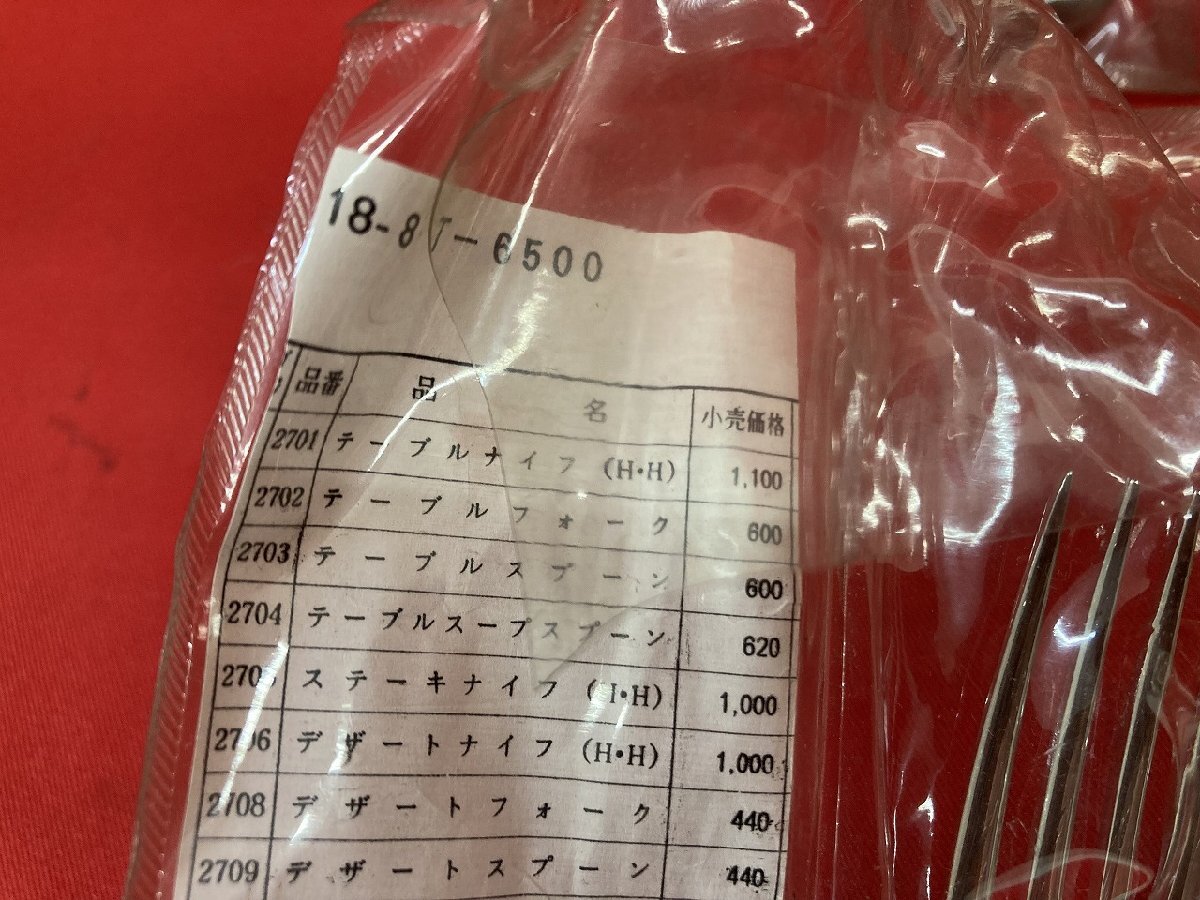 18-8 -6500
品番 品名 小売価格
2701 テーブルナイフ(H・H) 1,100
2702 テーブルフォーク 600
2703 テーブルスプーン 600
2704 テーブルスープスプーン 620
ステーキナイフ(H・H) 1,000
2706 デザートナイフ(H・H) 1,000
2708 デザートフォーク 440
2709 デザートスプーン 440